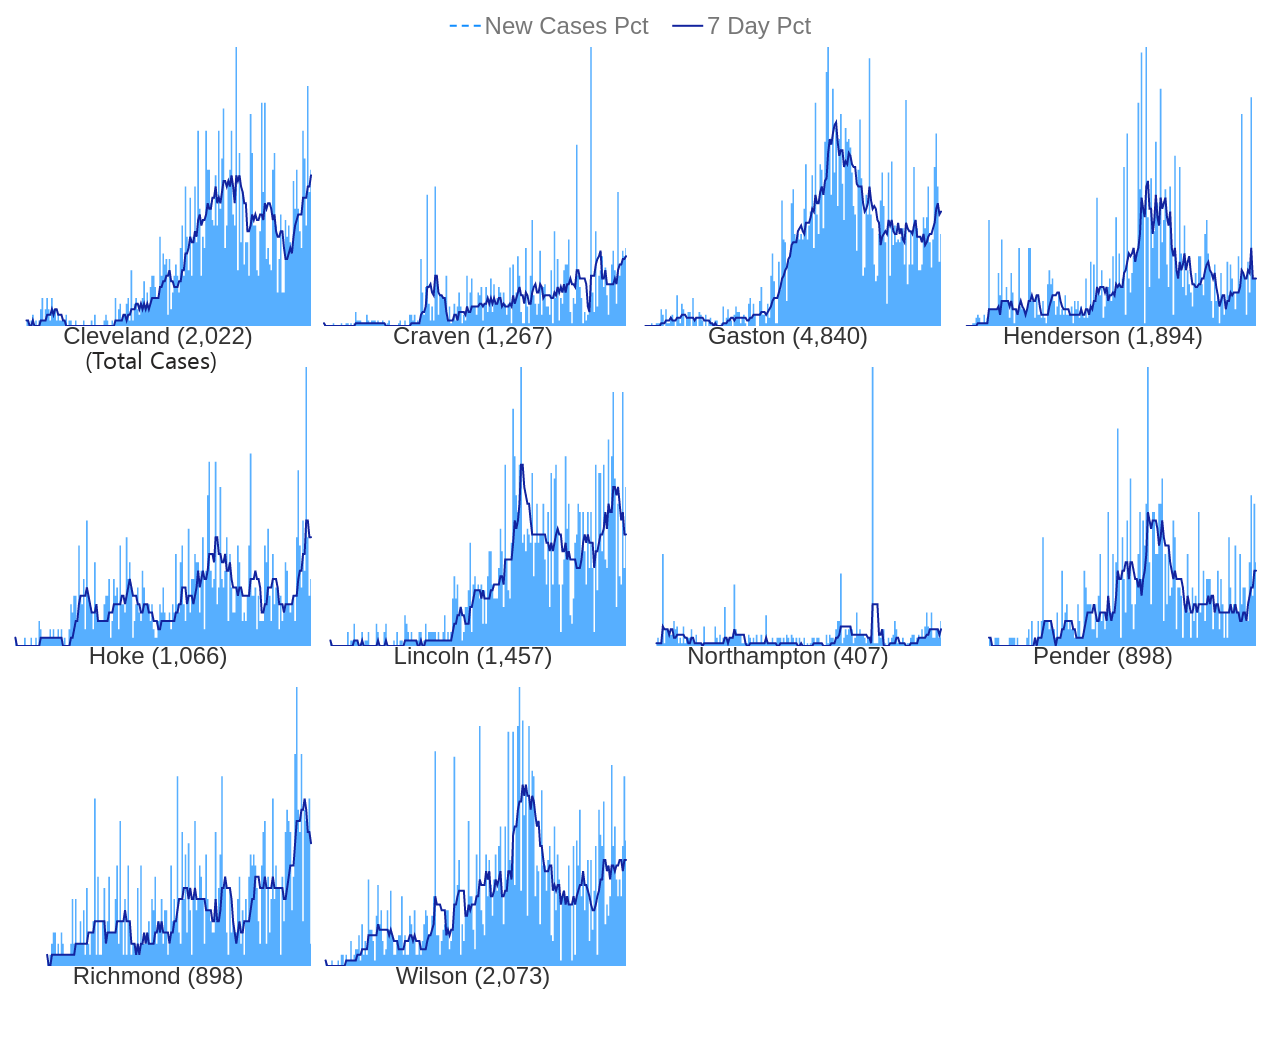 New Cases Pct 7 Day Pct
Cleveland (2,022) Craven (1,267) Gaston (4,840) Henderson (1,894)
(Total Cases)
Hoke (1,066) Lincoln (1,457) Northampton (407) Pender (898)
Richmond (898) Wilson (2,073)